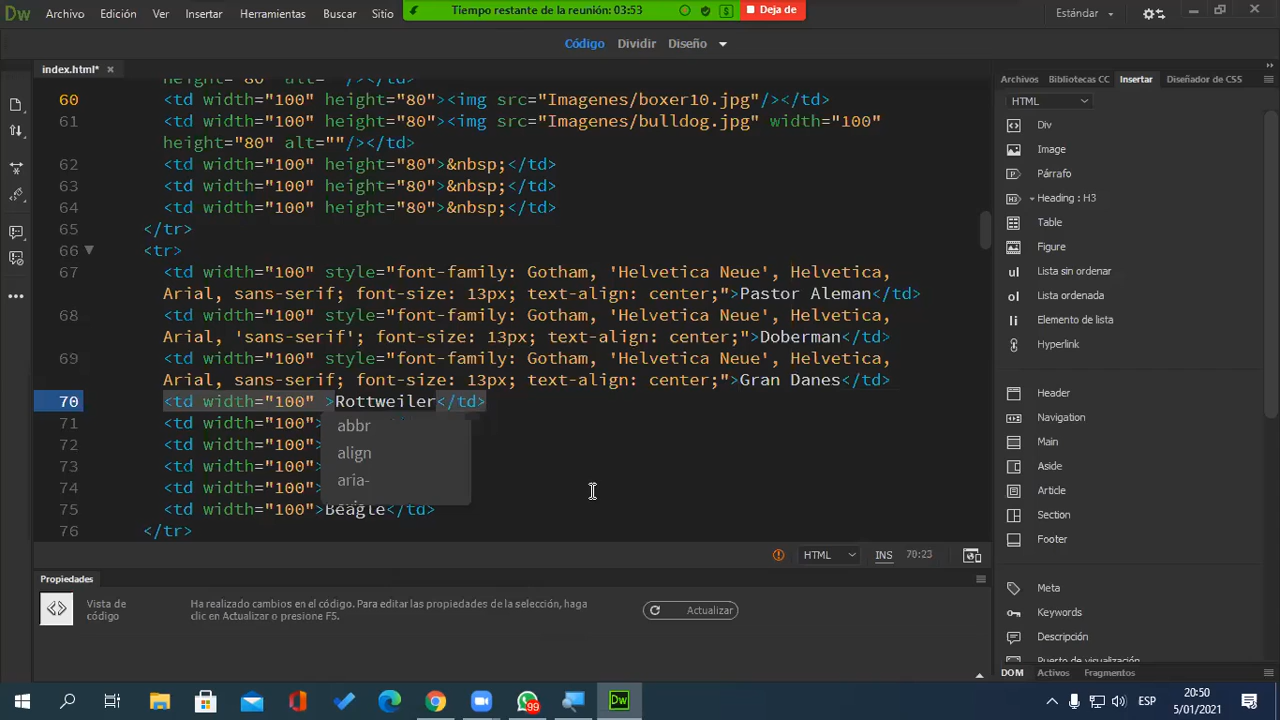 Dw Archivo Edición Ver Insertar Herramientas Buscar Sitio Tiempo restante de la reunión: 03:53 Deja de Estándar
Código Dividir Diseño
index.html* ×
Archivos Bibliotecas CC Insertar Diseñador de CS5
HTML
height="80" alt=""/></td>
60 <td width="100" height="80"><img src="Imagenes/boxer10.jpg"/></td>
61 <td width="100" height="80"><img src="Imagenes/bulldog.jpg" width="100"
height="80" alt=""/></td>
62 <td width="100" height="80">&nbsp;</td>
63 <td width="100" height="80">&nbsp;</td>
64 <td width="100" height="80">&nbsp;</td>
65 </tr>
66 <tr>
67 <td width="100" style="font-family: Gotham, 'Helvetica Neue', Helvetica,
Arial, sans-serif; font-size: 13px; text-align: center;">Pastor Aleman</td>
68 <td width="100" style="font-family: Gotham, 'Helvetica Neue', Helvetica,
Arial, 'sans-serif'; font-size: 13px; text-align: center;">Doberman</td>
69 <td width="100" style="font-family: Gotham, 'Helvetica Neue', Helvetica,
Arial, sans-serif; font-size: 13px; text-align: center;">Gran Danes</td>
70 <td width="100" >Rottweiler</td>
71 <td width="100">
72 <td width="100">
73 <td width="100">
74 <td width="100">
75 <td width="100">Beagle</td>
76 </tr>
abbr
align
aria-
Div
Image
Párrafo
Heading : H3
Table
Figure
ul Lista sin ordenar
ol Lista ordenada
li Elemento de lista
Hyperlink
Header
Navigation
Main
Aside
Article
Section
Footer
Meta
Keywords
Descripción
Puerto de visualización
DOM Activos Fragmentos
HTML INS 70:23
Propiedades
Vista de
código
Ha realizado cambios en el código. Para editar las propiedades de la selección, haga
clic en Actualizar o presione F5.
Actualizar
99
Dw
ESP
20:50
5/01/2021